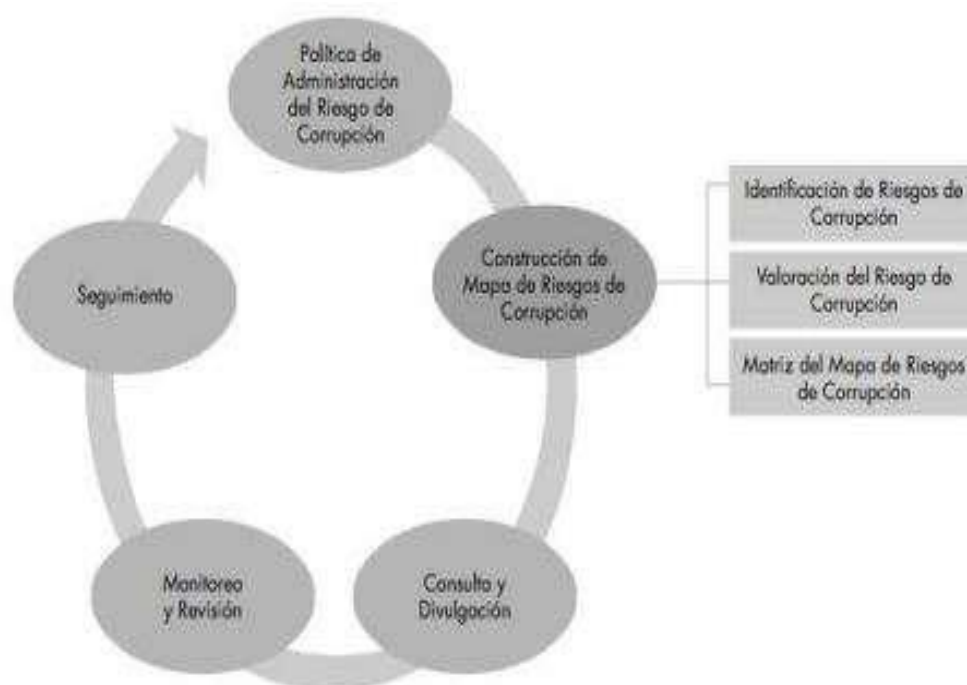 Política de
Administración
del Riesgo de
Corrupción
Construcción de
Mapa de Riesgos de
Corrupción
Identificación de Riesgos de
Corrupción
Valoración del Riesgo de
Corrupción
Matriz del Mapa de Riesgos
de Corrupción
Consulta y
Divulgación
Monitoreo
y Revisión
Seguimiento